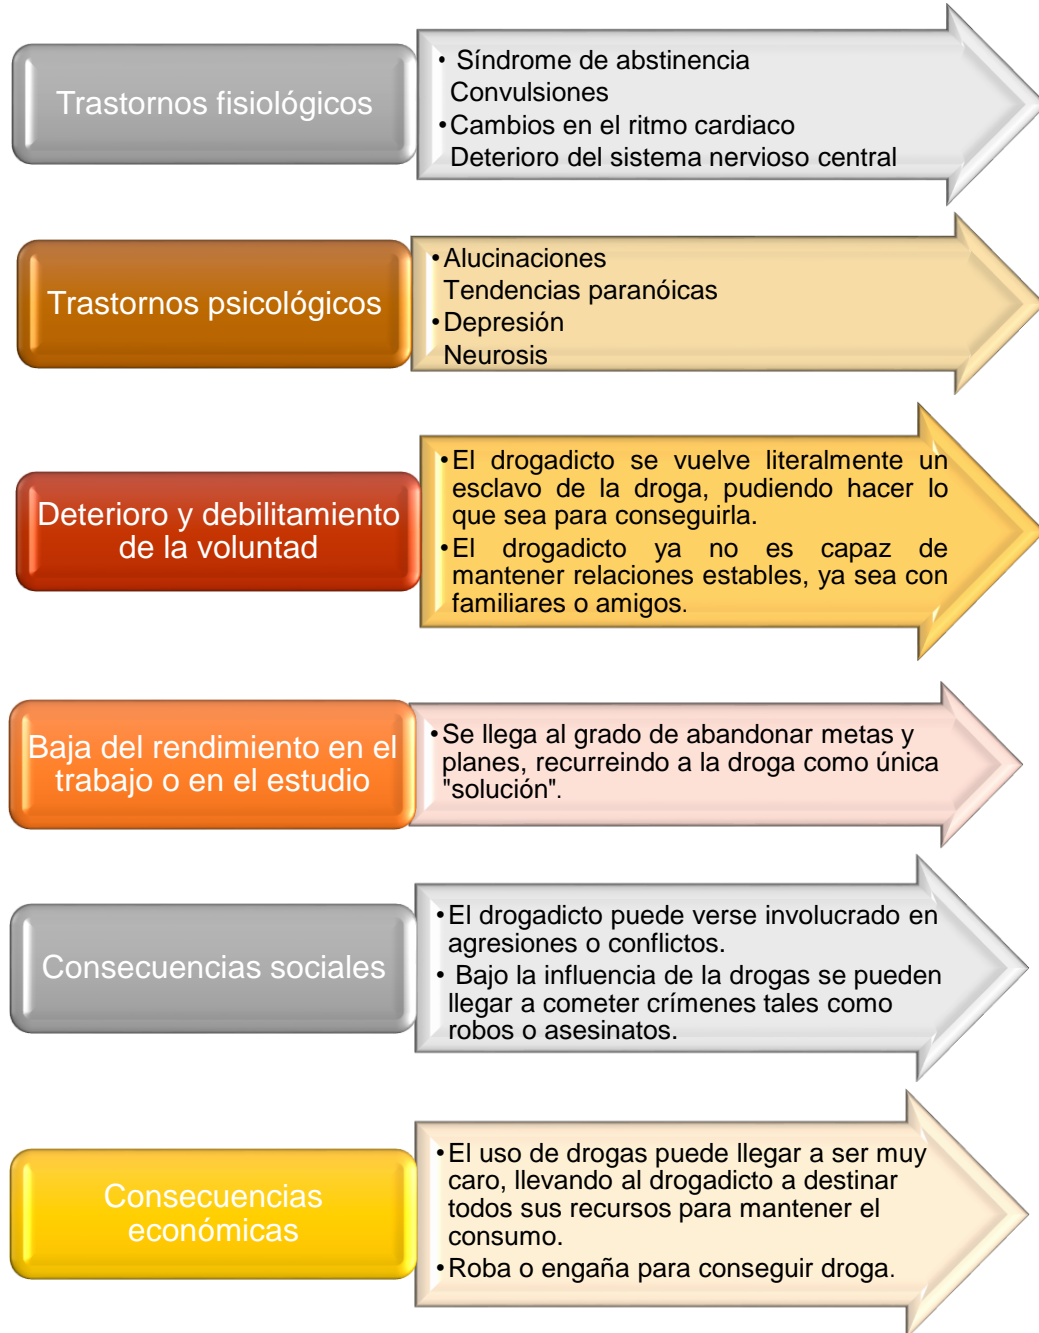 Trastornos fisiológicos
• Síndrome de abstinencia
Convulsiones
•Cambios en el ritmo cardiaco
Deterioro del sistema nervioso central
Trastornos psicológicos
•Alucinaciones
Tendencias paranóicas
•Depresión
Neurosis
Deterioro y debilitamiento
de la voluntad
•El drogadicto se vuelve literalmente un
esclavo de la droga, pudiendo hacer lo
que sea para conseguirla.
•El drogadicto ya no es capaz de
mantener relaciones estables, ya sea con
familiares o amigos.
Baja del rendimiento en el
trabajo o en el estudio
•Se llega al grado de abandonar metas y
planes, recurreindo a la droga como única
"solución".
Consecuencias sociales
•El drogadicto puede verse involucrado en
agresiones o conflictos.
• Bajo la influencia de la drogas se pueden
llegar a cometer crímenes tales como
robos o asesinatos.
Consecuencias
económicas
•El uso de drogas puede llegar a ser muy
caro, llevando al drogadicto a destinar
todos sus recursos para mantener el
consumo.
•Roba o engaña para conseguir droga.